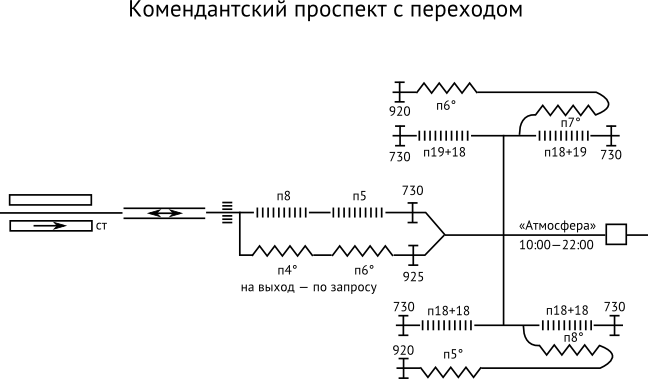 Комендантский проспект с переходом
920
п6°
п7°
730
п19+18
п18+19
730
п8
п5
730
ст
«Атмосфера»
10:00—22:00
п4°
п6°
925
на выход — по запросу
730
п18+18
п18+18
730
920
п5°
п8°